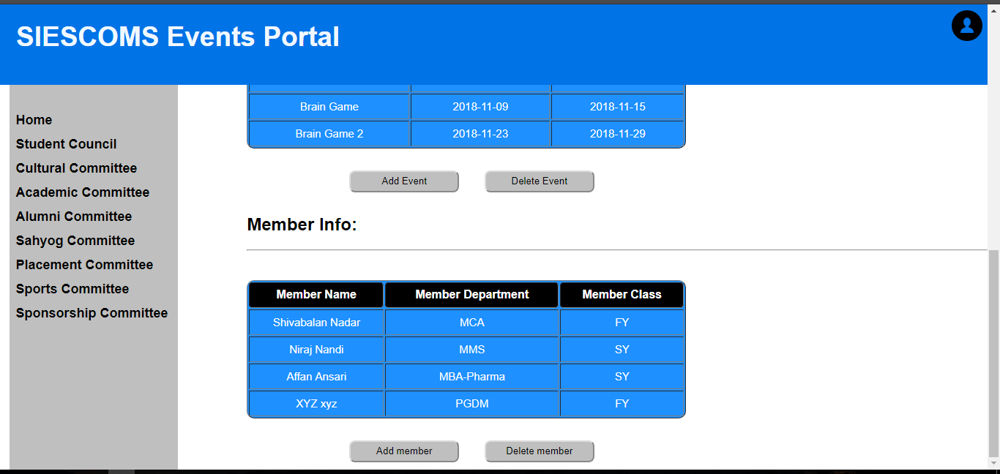 SIESCOMS Events Portal
Home
Student Council
Cultural Committee
Academic Committee
Alumni Committee
Sahyog Committee
Placement Committee
Sports Committee
Sponsorship Committee
Brain Game 2018-11-09 2018-11-15
Brain Game 2 2018-11-23 2018-11-29
Add Event Delete Event
Member Info:
Member Name Member Department Member Class
Shivabalan Nadar MCA FY
Niraj Nandi MMS SY
Affan Ansari MBA-Pharma SY
XYZ xyz PGDM FY
Add member Delete member